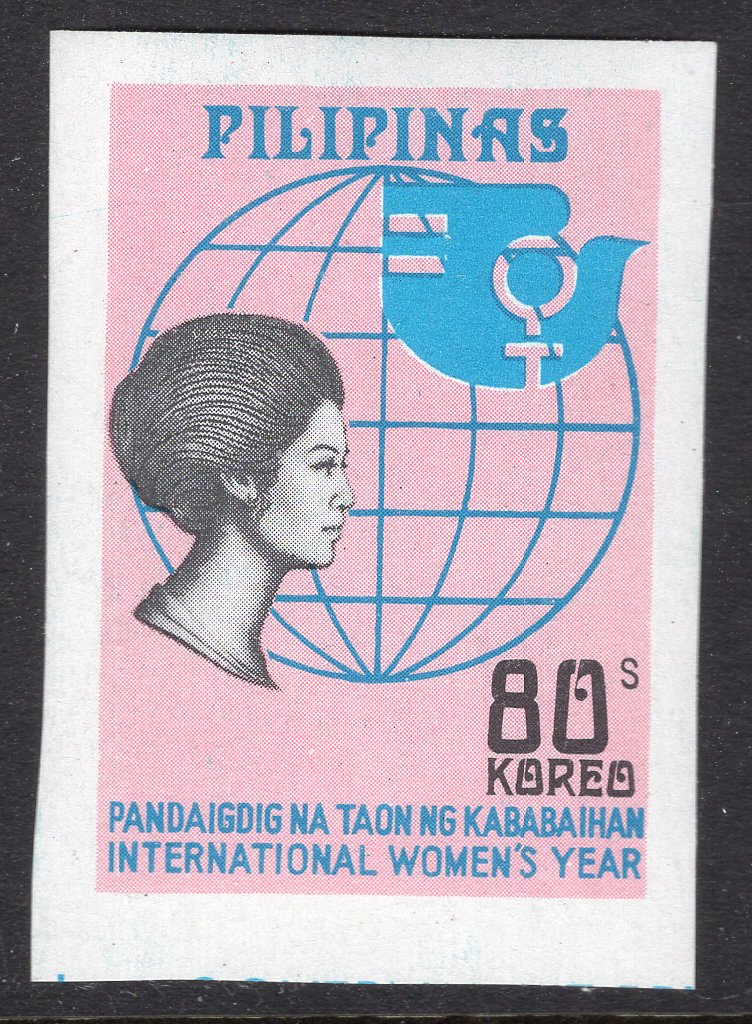 PILIPINAS
80s
KOREO
PANDAIGDIG NA TAON NG KABABAIHAN
INTERNATIONAL WOMEN'S YEAR